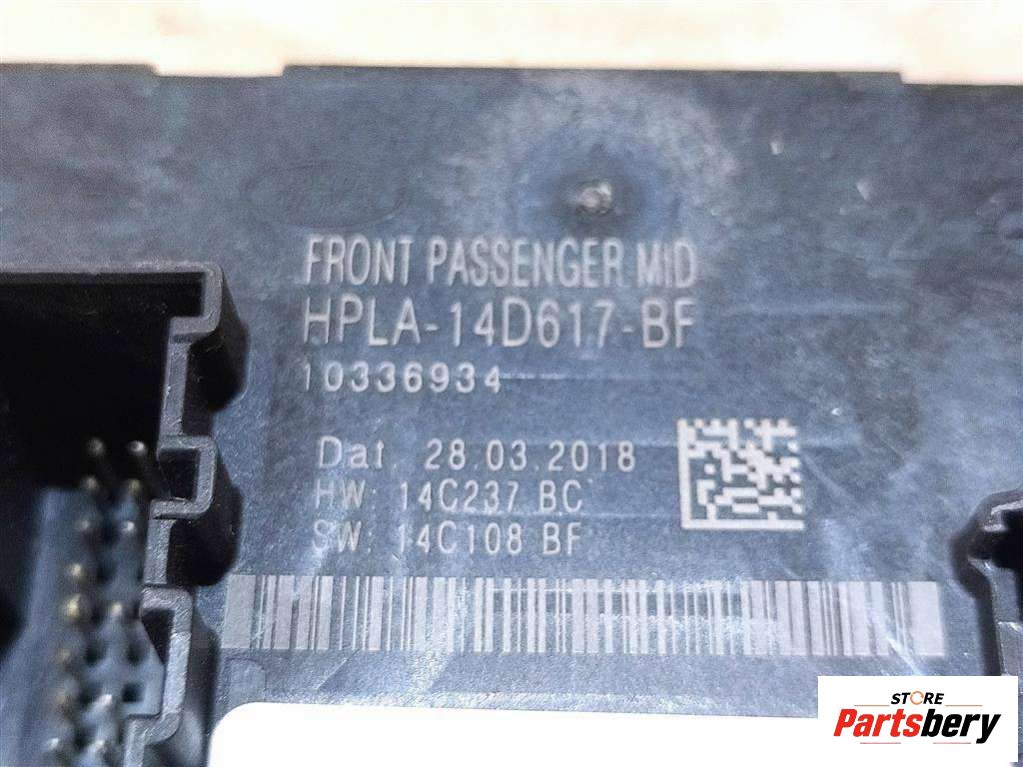 FRONT PASSENGER MID
HPLA-14D617-BF
10336934
Dat. 28.03.2018
HW: 14C237 BC
SW: 14C108 BF
STORE
Partsbery